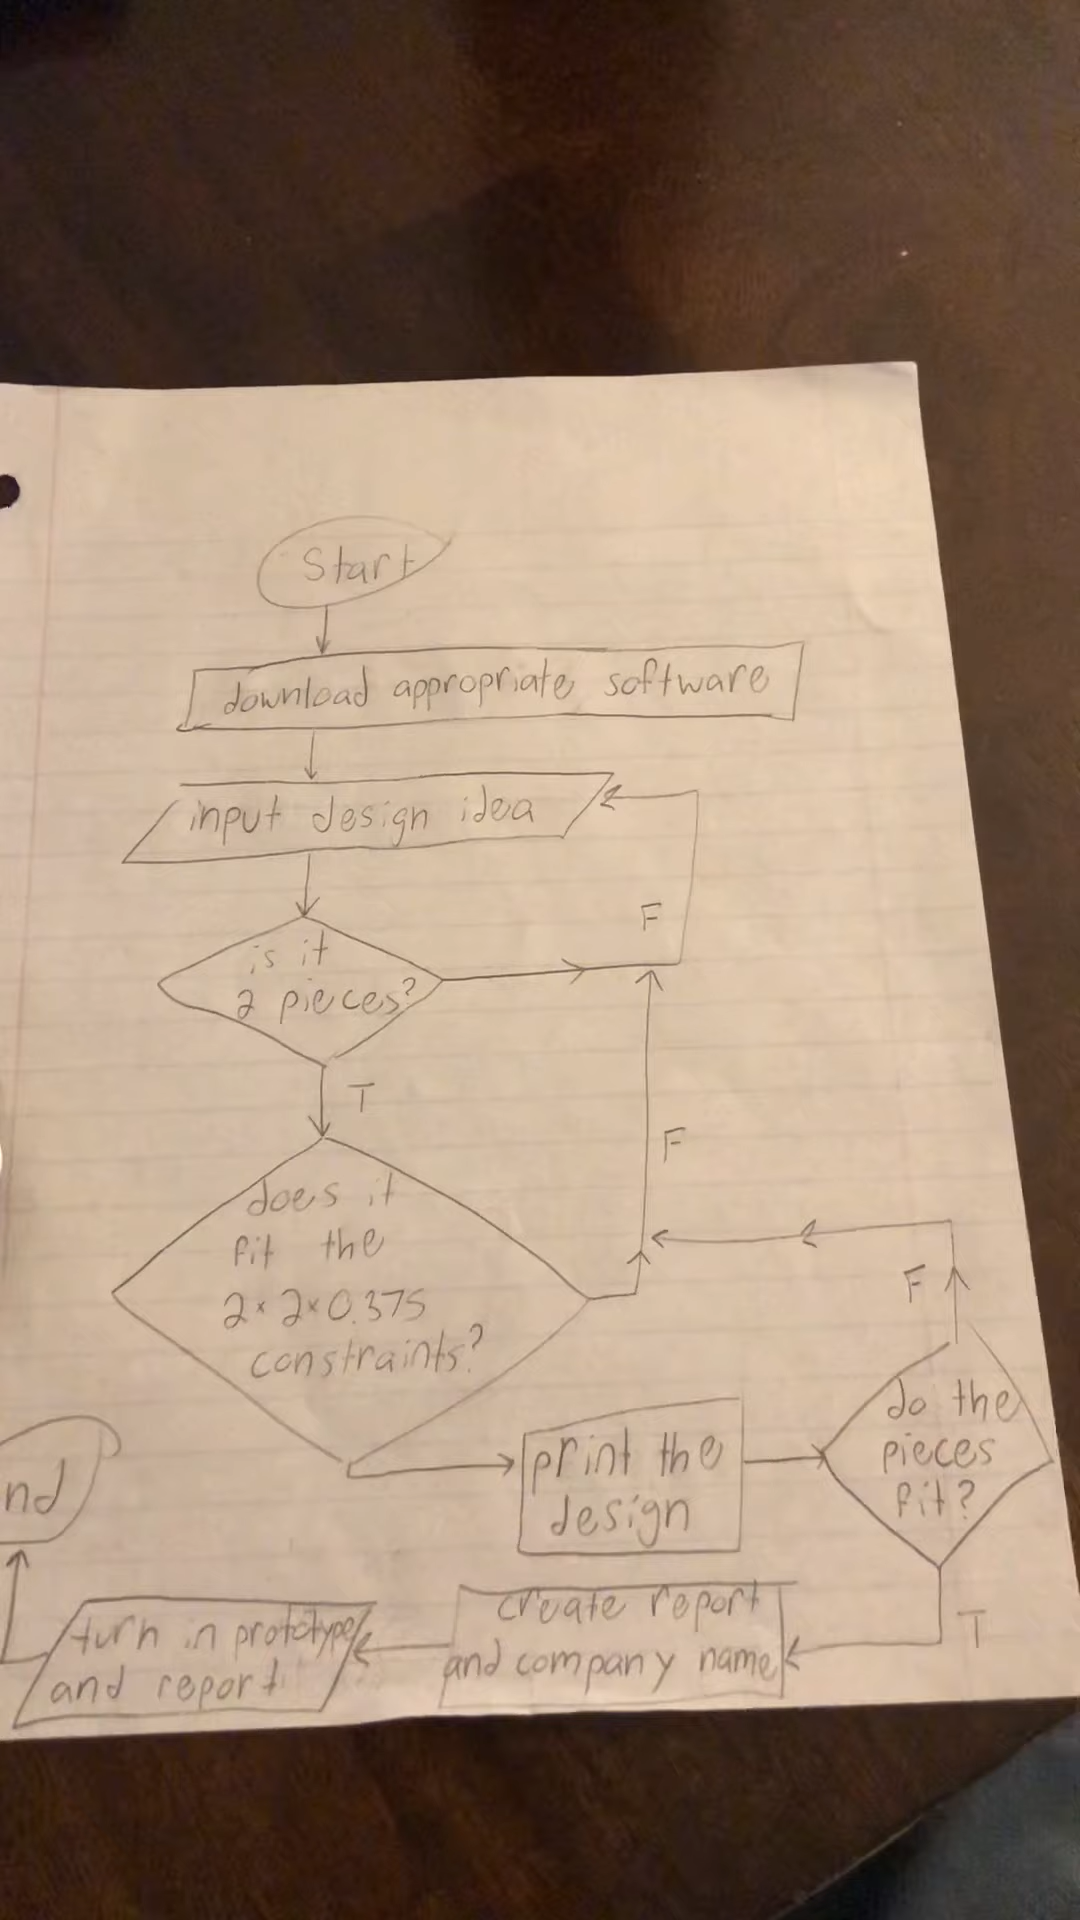 Start
download appropriate software
input design idea
F
is it
2 pieces?
T
F
does it
fit the
2×2×0.375
constraints?
F
do the
pieces
fit?
print the
design
nd
T
create report
and company name
turn in prototype
and report